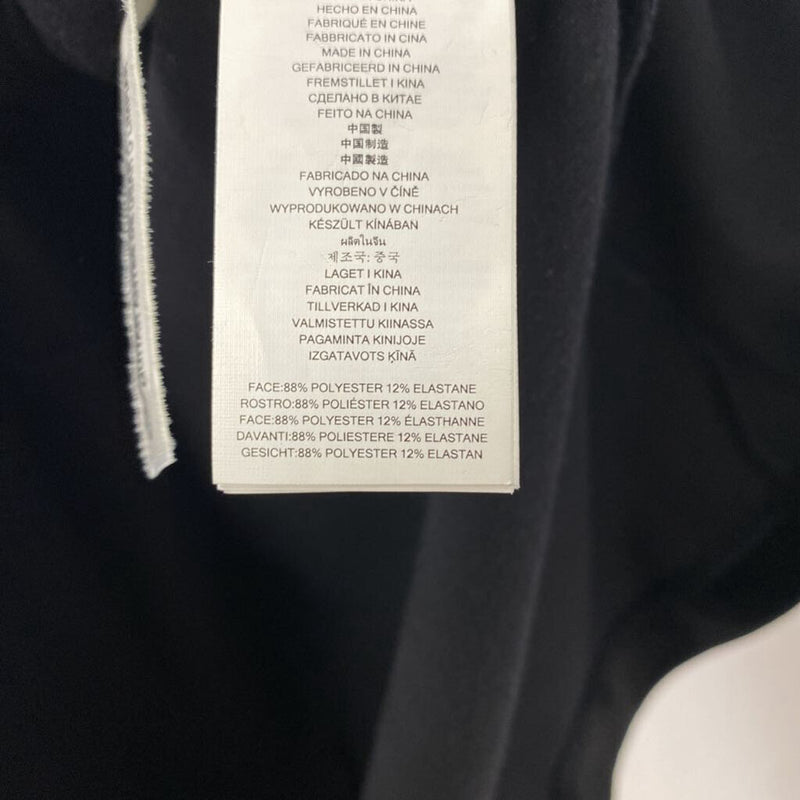 HECHO EN CHINA
FABRIQUÉ EN CHINE
FABBRICATO IN CINA
MADE IN CHINA
GEFABRICEERD IN CHINA
FREMSTILLET I KINA
СДЕЛАНО В КИТАЕ
FEITO NA CHINA
中国製
中国制造
中國製造
FABRICADO NA CHINA
VYROBENO V ČÍNĚ
WYPRODUKOWANO W CHINACH
KÉSZÜLT KÍNÁBAN
ผลิตในจีน
제조국: 중국
LAGET I KINA
FABRICAT ÎN CHINA
TILLVERKAD I KINA
VALMISTETTU KIINASSA
PAGAMINTA KINIJOJE
IZGATAVOTS ĶĪNĀ
FACE:88% POLYESTER 12% ELASTANE
ROSTRO:88% POLIÉSTER 12% ELASTANO
FACE:88% POLYESTER 12% ÉLASTHANNE
DAVANTI:88% POLIESTERE 12% ELASTANE
GESICHT:88% POLYESTER 12% ELASTAN